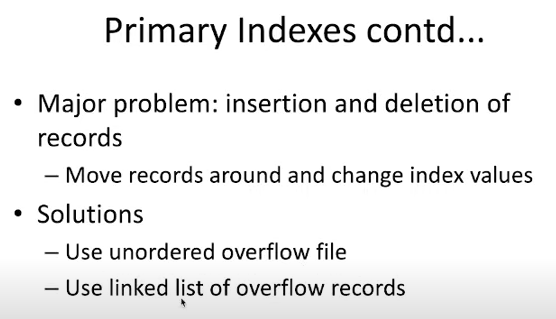 Primary Indexes contd...
• Major problem: insertion and deletion of
records
– Move records around and change index values
• Solutions
– Use unordered overflow file
– Use linked list of overflow records